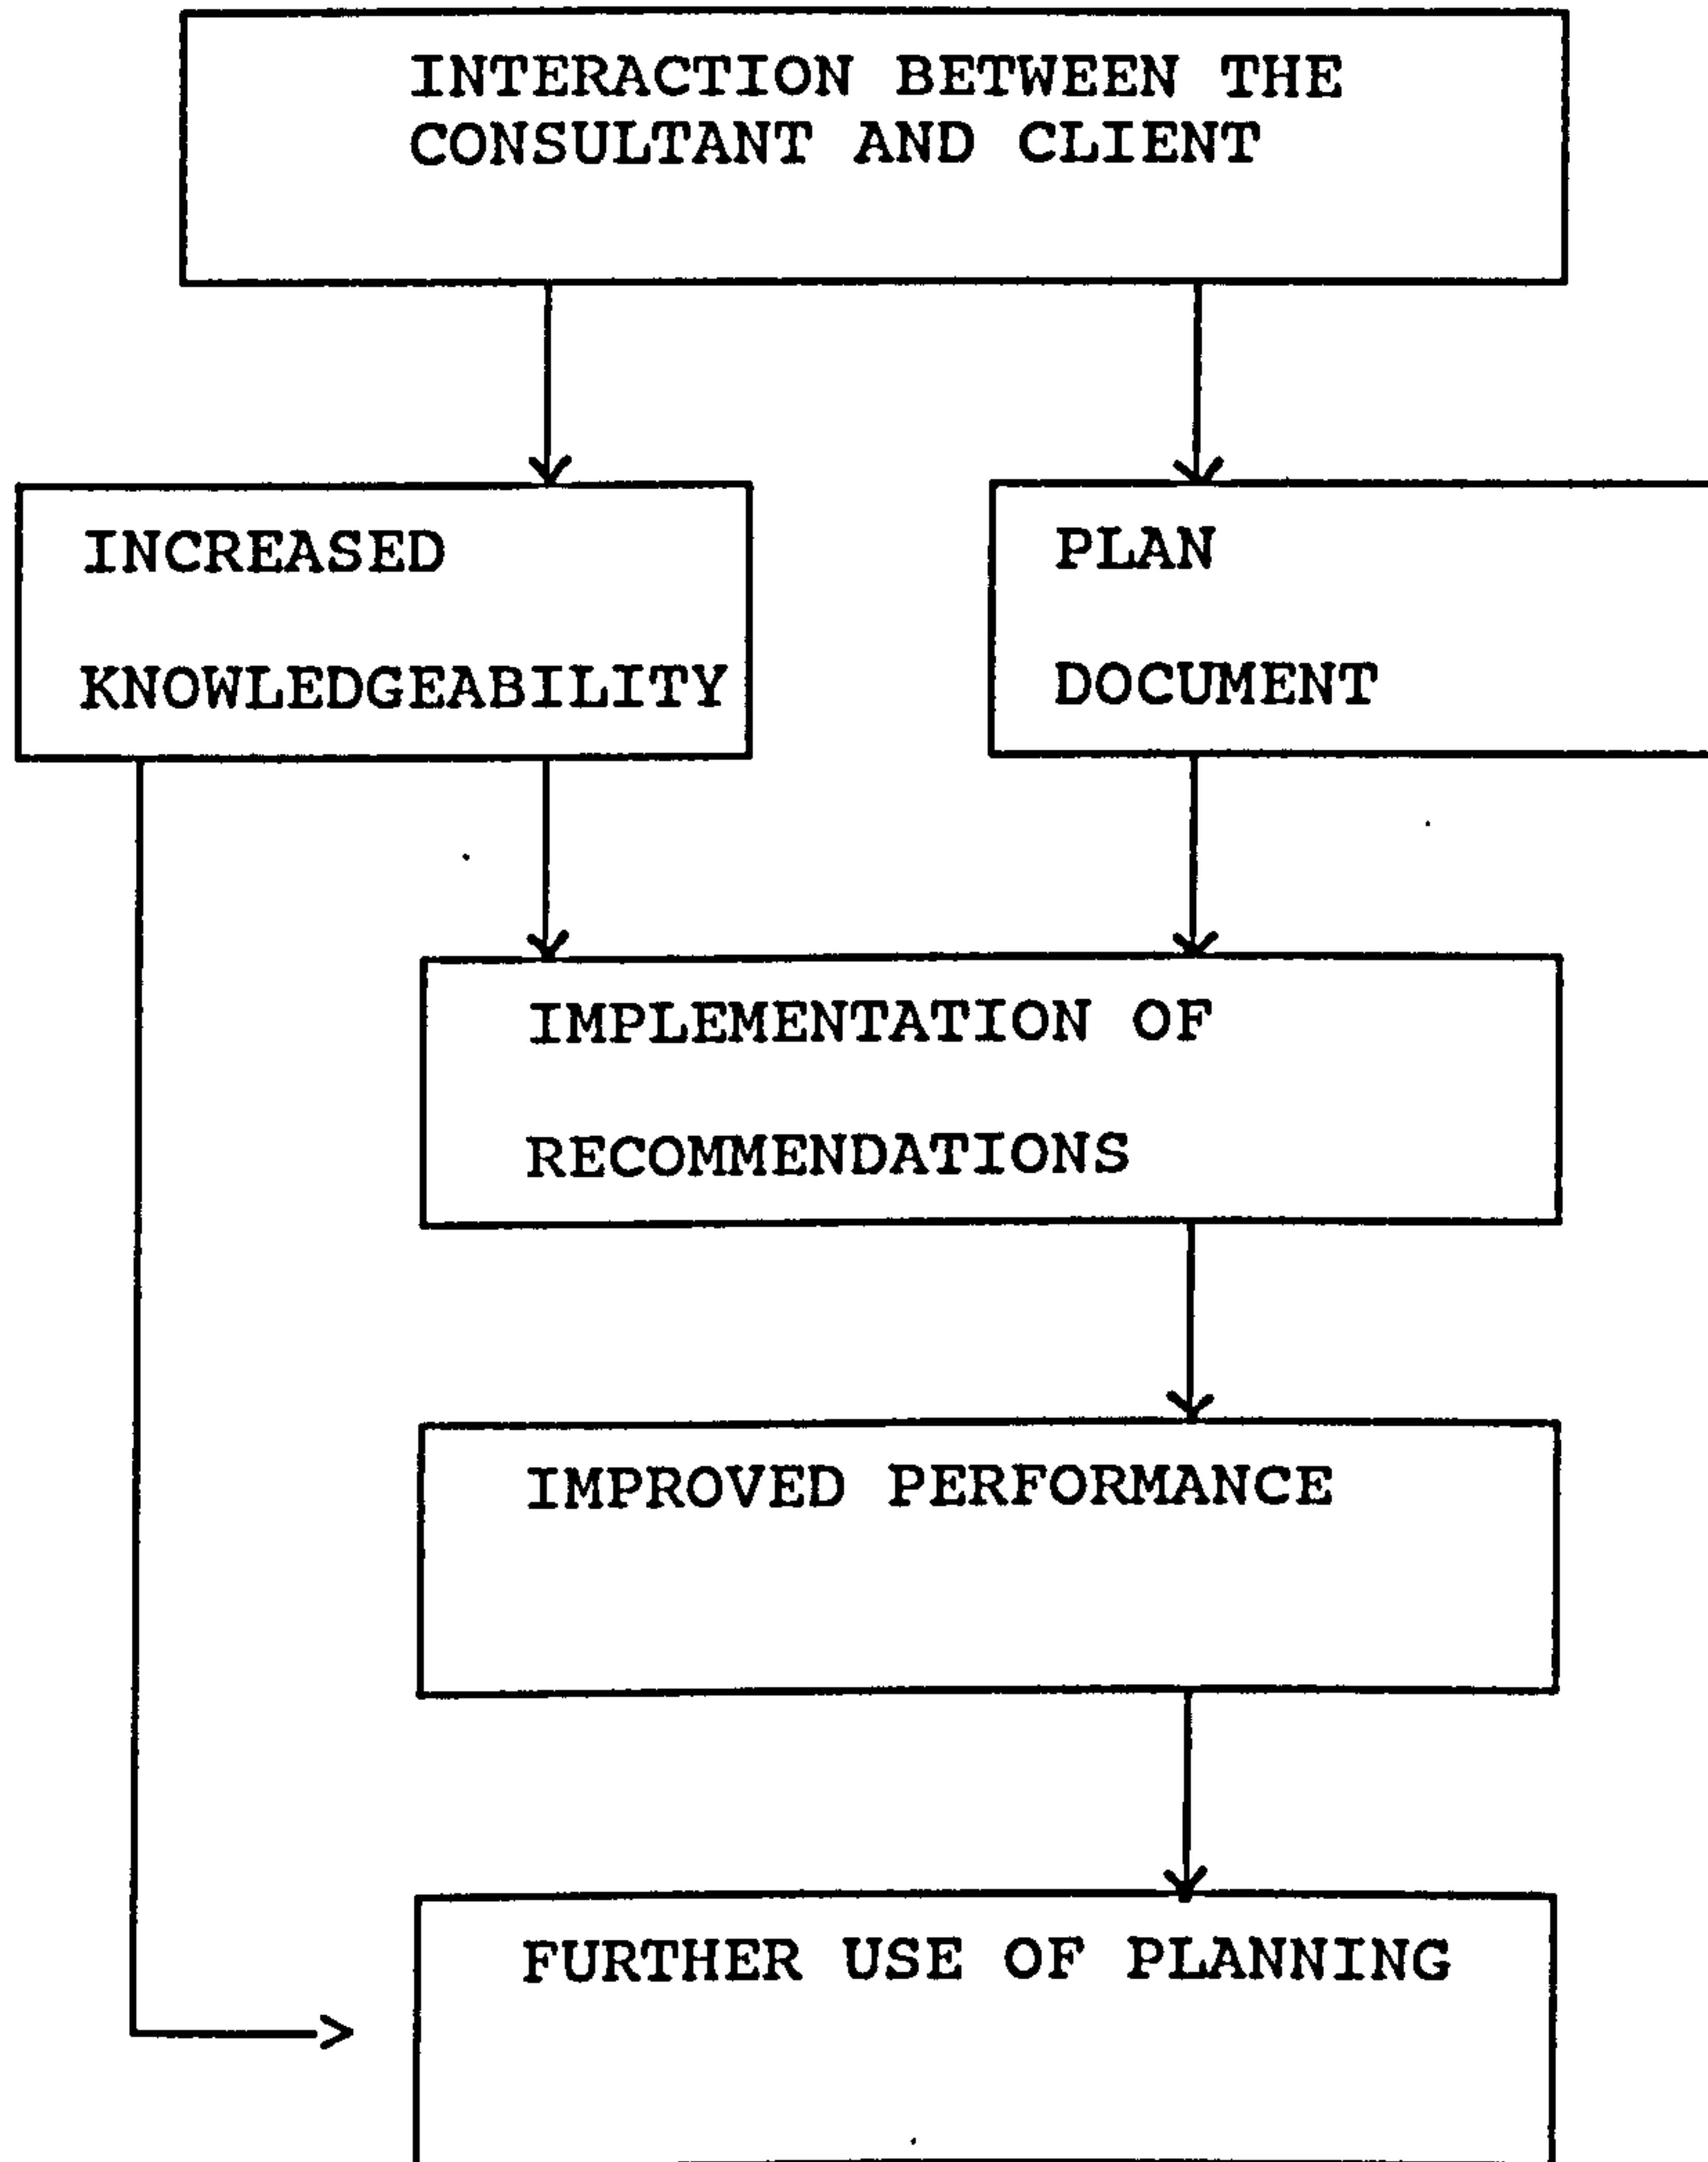 INTERACTION BETWEEN THE
CONSULTANT AND CLIENT
INCREASED
KNOWLEDGEABILITY
PLAN
DOCUMENT
IMPLEMENTATION OF
RECOMMENDATIONS
IMPROVED PERFORMANCE
FURTHER USE OF PLANNING